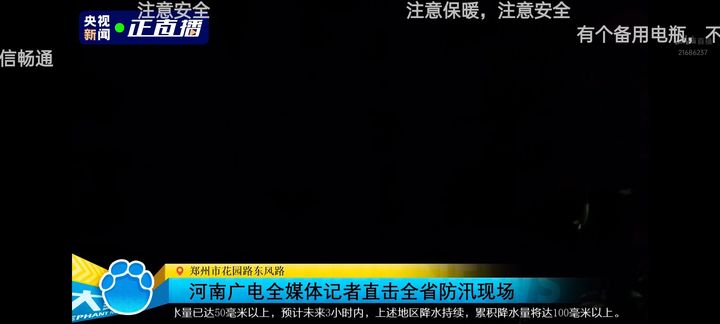 注意安全
注意保暖，注意安全
央视
新闻
正直播
有个备用电瓶，不
21686237
信畅通
郑州市花园路东风路
河南广电全媒体记者直击全省防汛现场
水量已达50毫米以上，预计未来3小时内，上述地区降水持续，累积降水量将达100毫米以上。